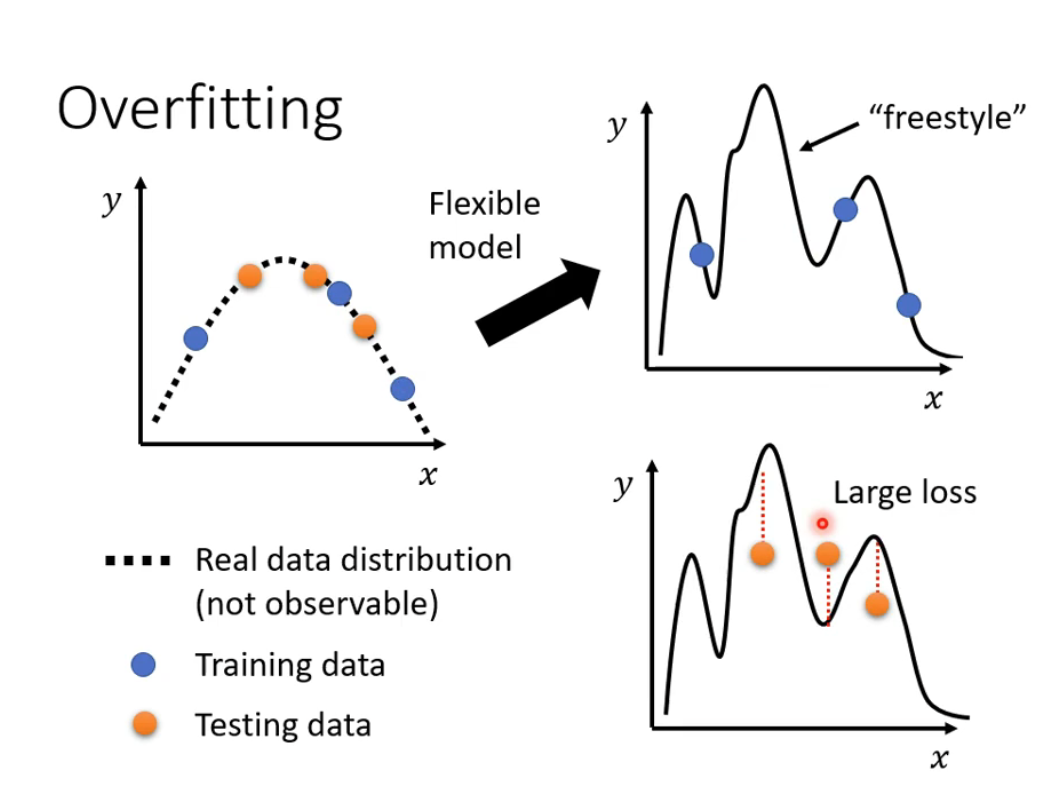 Overfitting
y
x
Flexible
model
y
"freestyle"
x
Real data distribution
(not observable)
Training data
Testing data
y
Large loss
x